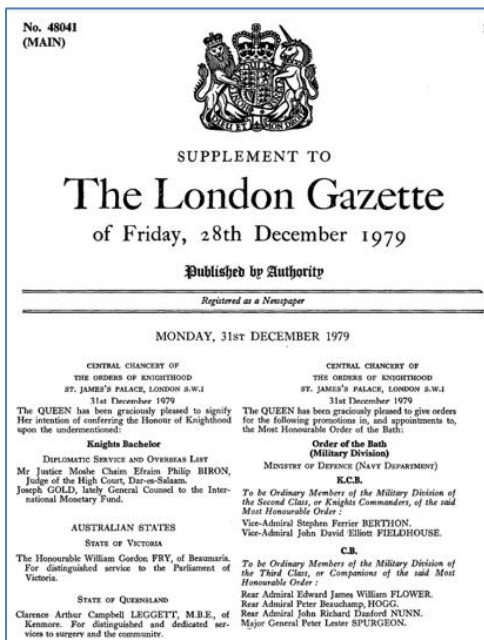 No. 48041
(MAIN)
DIEU ET MON DROIT
SUPPLEMENT TO
The London Gazette
of Friday, 28th December 1979
Published by Authority
Registered as a Newspaper
MONDAY, 31ST DECEMBER 1979
CENTRAL CHANCERY OF
THE ORDERS OF KNIGHTHOOD
ST. JAMES'S PALACE, LONDON S.W.1
31st December 1979
The QUEEN has been graciously pleased to signify
Her intention of conferring the Honour of Knighthood
upon the undermentioned:
Knights Bachelor
DIPLOMATIC SERVICE AND OVERSEAS LIST
Mr Justice Moshe Chaim Efraim Philip BIRON,
Judge of the High Court, Dar-es-Salaam.
Joseph GOLD, lately General Counsel to the Inter-
national Monetary Fund.
AUSTRALIAN STATES
STATE OF VICTORIA
The Honourable William Gordon FRY, of Beaumaris.
For distinguished service to the Parliament of
Victoria.
STATE OF QUEENSLAND
Clarence Arthur Campbell LEGGETT, M.B.E., of
Kenmore. For distinguished and dedicated ser-
vices to surgery and the community.
CENTRAL CHANCERY OF
THE ORDERS OF KNIGHTHOOD
ST. JAMES'S PALACE, LONDON S.W.1
31st December 1979
The QUEEN has been graciously pleased to give orders
for the following promotions in, and appointments to,
the Most Honourable Order of the Bath:
Order of the Bath
(Military Division)
MINISTRY OF DEFENCE (NAVY DEPARTMENT)
K.C.B.
To be Ordinary Members of the Military Division of
the Second Class, or Knights Commanders, of the said
Most Honourable Order:
Vice-Admiral Stephen Ferrier BERTHON.
Vice-Admiral John David Elliott FIELDHOUSE.
C.B.
To be Ordinary Members of the Military Division of
the Third Class, or Companions of the said Most
Honourable Order:
Rear Admiral Edward James William FLOWER.
Rear Admiral Peter Beauchamp, HOGG.
Rear Admiral John Richard Danford NUNN.
Major General Peter Lester SPURGEON.